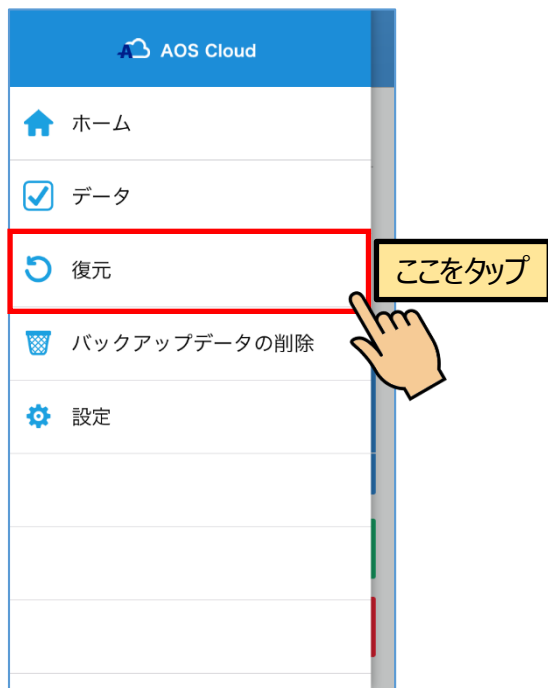 AOS Cloud
ホーム
データ
復元
ここをタップ
バックアップデータの削除
設定